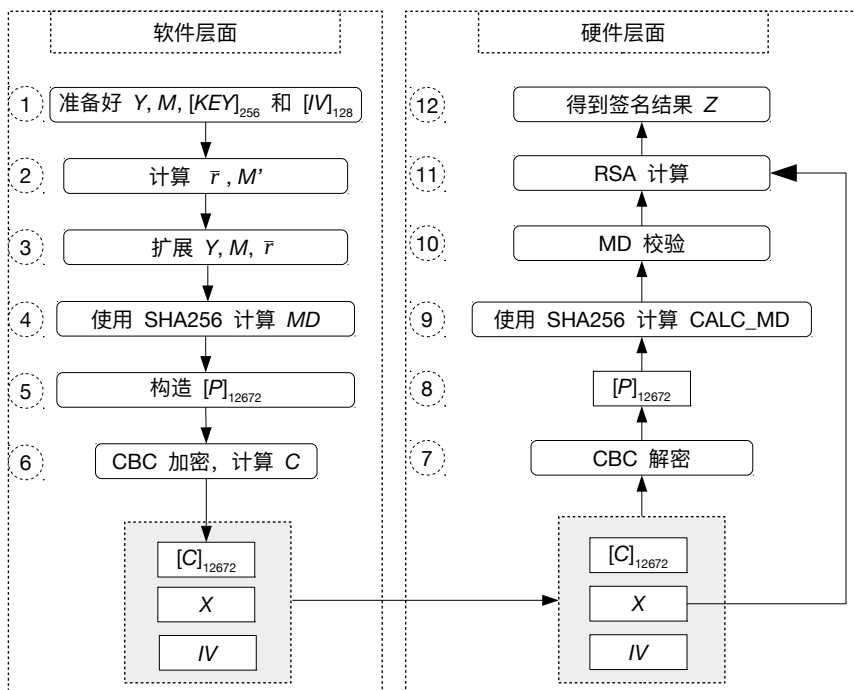 软件层面
① 准备好 Y, M, [KEY]₂₅₆ 和 [IV]₁₂₈
② 计算 r̄ , M’
③ 扩展 Y, M, r̄
④ 使用 SHA256 计算 MD
⑤ 构造 [P]₁₂₆₇₂
⑥ CBC 加密，计算 C
[C]₁₂₆₇₂
X
IV
硬件层面
⑫ 得到签名结果 Z
⑪ RSA 计算
⑩ MD 校验
⑨ 使用 SHA256 计算 CALC_MD
⑧ [P]₁₂₆₇₂
⑦ CBC 解密
[C]₁₂₆₇₂
X
IV